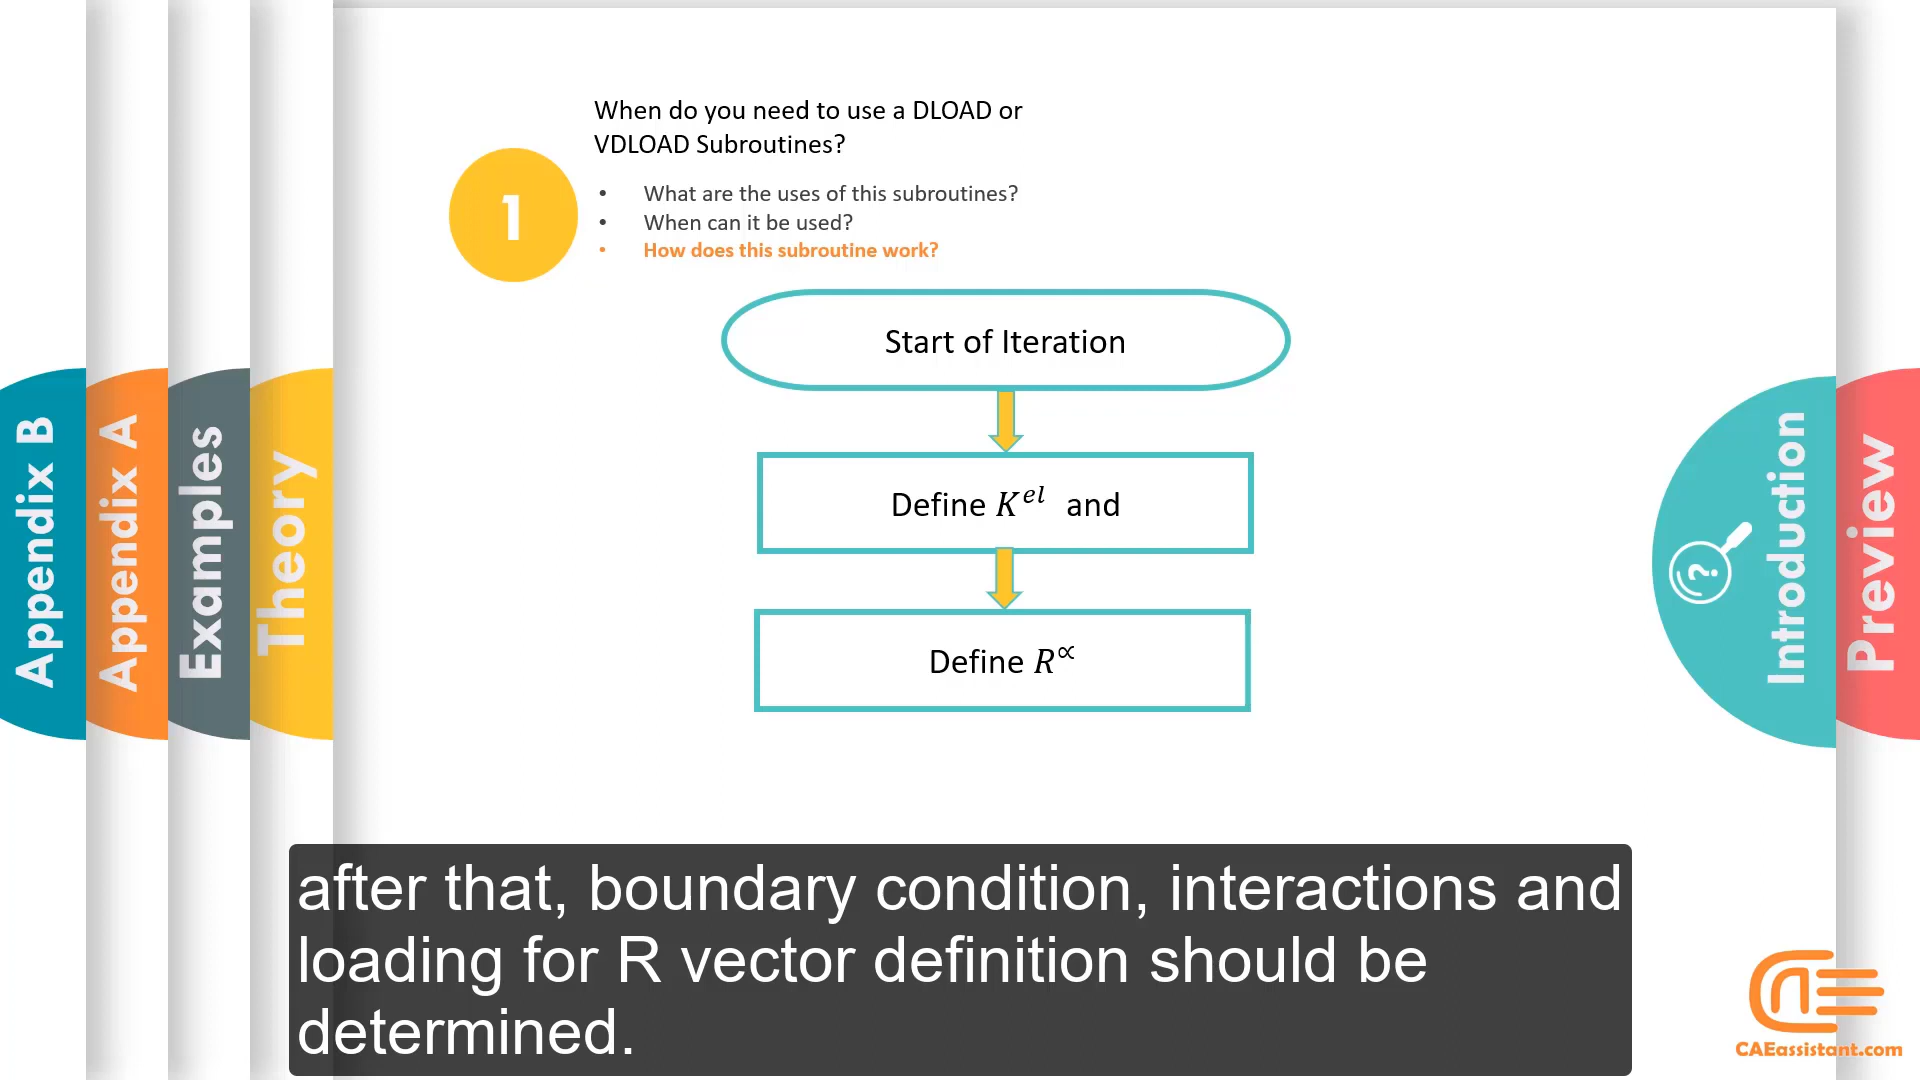 When do you need to use a DLOAD or
VDLOAD Subroutines?
1
• What are the uses of this subroutines?
• When can it be used?
• How does this subroutine work?
Start of Iteration
Define K^{el} and
Define R^{∝}
Appendix B
Appendix A
Examples
Theory
?
Introduction
Preview
after that, boundary condition, interactions and
loading for R vector definition should be
determined.
CAEassistant.com